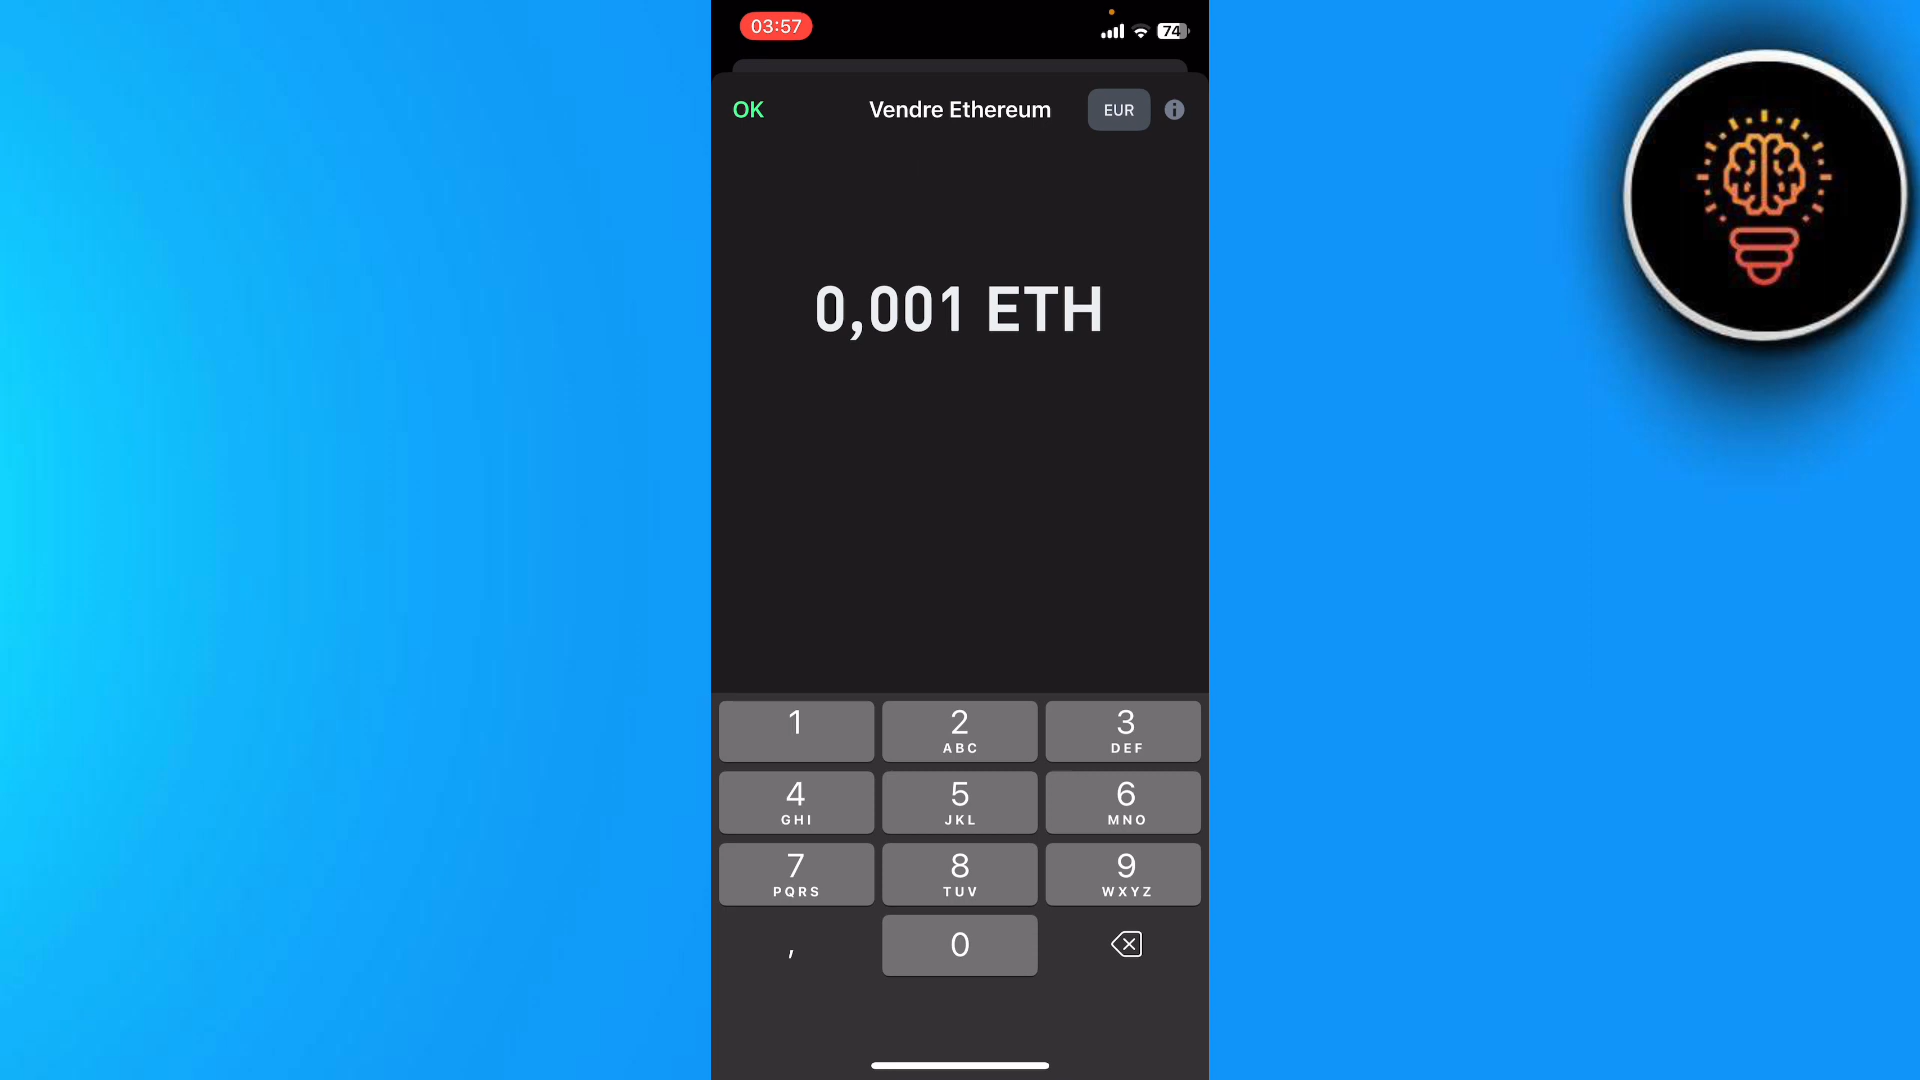 03:57
74
OK
Vendre Ethereum
EUR
0,001 ETH
1
2
ABC
3
DEF
4
GHI
5
JKL
6
MNO
7
PQRS
8
TUV
9
WXYZ
,
0